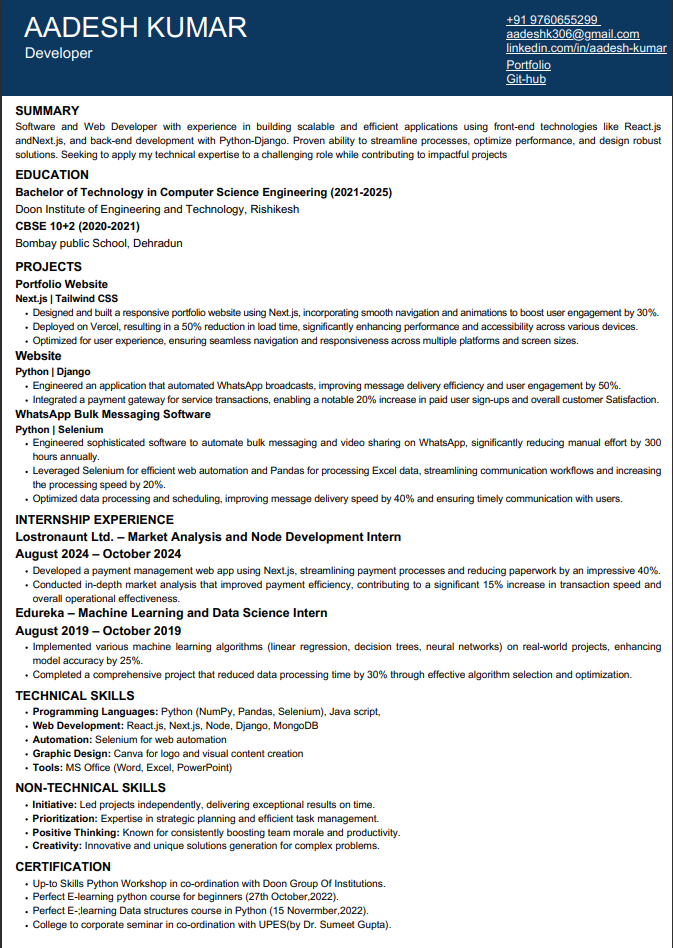 AADESH KUMAR
Developer
+91 9760655299
aadeshk306@gmail.com
linkedin.com/in/aadesh-kumar
Portfolio
Git-hub
SUMMARY
Software and Web Developer with experience in building scalable and efficient applications using front-end technologies like React.js
andNext.js, and back-end development with Python-Django. Proven ability to streamline processes, optimize performance, and design robust
solutions. Seeking to apply my technical expertise to a challenging role while contributing to impactful projects
EDUCATION
Bachelor of Technology in Computer Science Engineering (2021-2025)
Doon Institute of Engineering and Technology, Rishikesh
CBSE 10+2 (2020-2021)
Bombay public School, Dehradun
PROJECTS
Portfolio Website
Next.js | Tailwind CSS
• Designed and built a responsive portfolio website using Next.js, incorporating smooth navigation and animations to boost user engagement by 30%.
• Deployed on Vercel, resulting in a 50% reduction in load time, significantly enhancing performance and accessibility across various devices.
• Optimized for user experience, ensuring seamless navigation and responsiveness across multiple platforms and screen sizes.
Website
Python | Django
• Engineered an application that automated WhatsApp broadcasts, improving message delivery efficiency and user engagement by 50%.
• Integrated a payment gateway for service transactions, enabling a notable 20% increase in paid user sign-ups and overall customer Satisfaction.
WhatsApp Bulk Messaging Software
Python | Selenium
• Engineered sophisticated software to automate bulk messaging and video sharing on WhatsApp, significantly reducing manual effort by 300
hours annually.
• Leveraged Selenium for efficient web automation and Pandas for processing Excel data, streamlining communication workflows and increasing
the processing speed by 20%.
• Optimized data processing and scheduling, improving message delivery speed by 40% and ensuring timely communication with users.
INTERNSHIP EXPERIENCE
Lostronaunt Ltd. – Market Analysis and Node Development Intern
August 2024 – October 2024
• Developed a payment management web app using Next.js, streamlining payment processes and reducing paperwork by an impressive 40%.
• Conducted in-depth market analysis that improved payment efficiency, contributing to a significant 15% increase in transaction speed and
overall operational effectiveness.
Edureka – Machine Learning and Data Science Intern
August 2019 – October 2019
• Implemented various machine learning algorithms (linear regression, decision trees, neural networks) on real-world projects, enhancing
model accuracy by 25%.
• Completed a comprehensive project that reduced data processing time by 30% through effective algorithm selection and optimization.
TECHNICAL SKILLS
• Programming Languages: Python (NumPy, Pandas, Selenium), Java script,
• Web Development: React.js, Next.js, Node, Django, MongoDB
• Automation: Selenium for web automation
• Graphic Design: Canva for logo and visual content creation
• Tools: MS Office (Word, Excel, PowerPoint)
NON-TECHNICAL SKILLS
• Initiative: Led projects independently, delivering exceptional results on time.
• Prioritization: Expertise in strategic planning and efficient task management.
• Positive Thinking: Known for consistently boosting team morale and productivity.
• Creativity: Innovative and unique solutions generation for complex problems.
CERTIFICATION
• Up-to Skills Python Workshop in co-ordination with Doon Group Of Institutions.
• Perfect E-learning python course for beginners (27th October,2022).
• Perfect E-;learning Data structures course in Python (15 Novermber,2022).
• College to corporate seminar in co-ordination with UPES(by Dr. Sumeet Gupta).